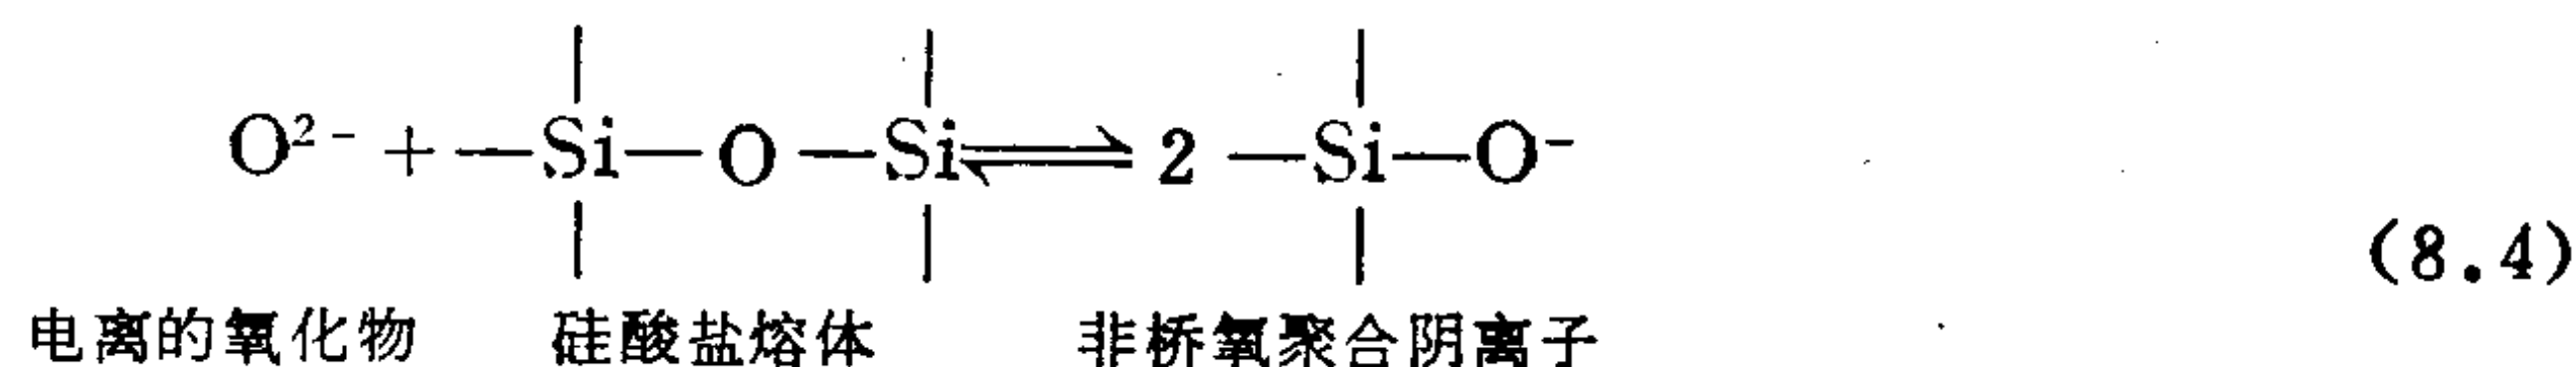 O²⁻ + —Si—O—Si ⇌ 2 —Si—O⁻
(8.4)
电离的氧化物 硅酸盐熔体 非桥氧聚合阴离子